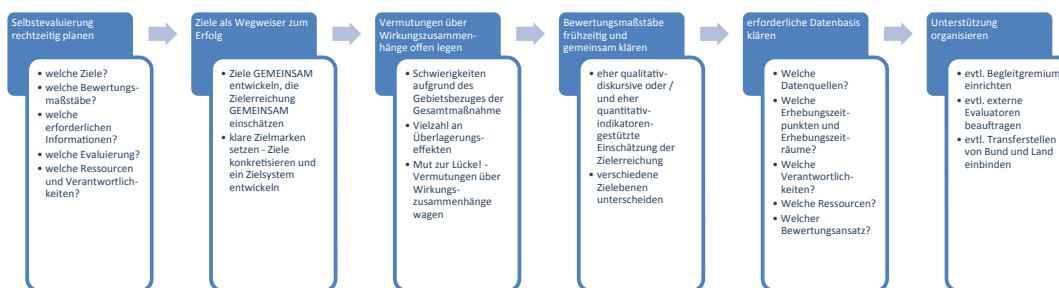 Selbstevaluierung
rechtzeitig planen
• welche Ziele?
• welche Bewertungs-
maßstäbe?
• welche
erforderlichen
Informationen?
• welche Evaluierung?
• welche Ressourcen
und Verantwortlich-
keiten?
Ziele als Wegweiser zum
Erfolg
• Ziele GEMEINSAM
entwickeln, die
Zielerreichung
GEMEINSAM
einschätzen
• klare Zielmarken
setzen - Ziele
konkretisieren und
ein Zielsystem
entwickeln
Vermutungen über
Wirkungszusammen-
hänge offen legen
• Schwierigkeiten
aufgrund des
Gebietsbezuges der
Gesamtmaßnahme
• Vielzahl an
Überlagerungs-
effekten
• Mut zur Lücke! -
Vermutungen über
Wirkungs-
zusammenhänge
wagen
Bewertungsmaßstäbe
frühzeitig und
gemeinsam klären
• eher qualitativ-
diskursive oder /
und eher
quantitativ-
indikatoren-
gestützte
Einschätzung der
Zielerreichung
• verschiedene
Zielebenen
unterscheiden
erforderliche Datenbasis
klären
• Welche
Datenquellen?
• Welche
Erhebungszeit-
punkten und
Erhebungszeit-
räume?
• Welche
Verantwortlich-
keiten?
• Welche Ressourcen?
• Welcher
Bewertungsansatz?
Unterstützung
organisieren
• evtl. Begleitgremium
einrichten
• evtl. externe
Evaluatoren
beauftragen
• evtl. Transferstellen
von Bund und Land
einbinden